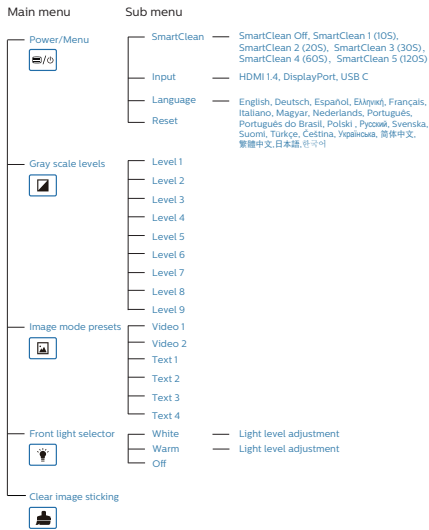 Main menu
Sub menu
Power/Menu
SmartClean
SmartClean Off, SmartClean 1 (10S),
SmartClean 2 (20S), SmartClean 3 (30S),
SmartClean 4 (60S), SmartClean 5 (120S)
Input
HDMI 1.4, DisplayPort, USB C
Language
English, Deutsch, Español, Ελληνική, Français,
Italiano, Magyar, Nederlands, Português,
Português do Brasil, Polski , Русский, Svenska,
Suomi, Türkçe, Čeština, Українська, 简体中文,
繁體中文,日本語,한국어
Reset
Gray scale levels
Level 1
Level 2
Level 3
Level 4
Level 5
Level 6
Level 7
Level 8
Level 9
Image mode presets
Video 1
Video 2
Text 1
Text 2
Text 3
Text 4
Front light selector
White
Light level adjustment
Warm
Light level adjustment
Off
Clear image sticking